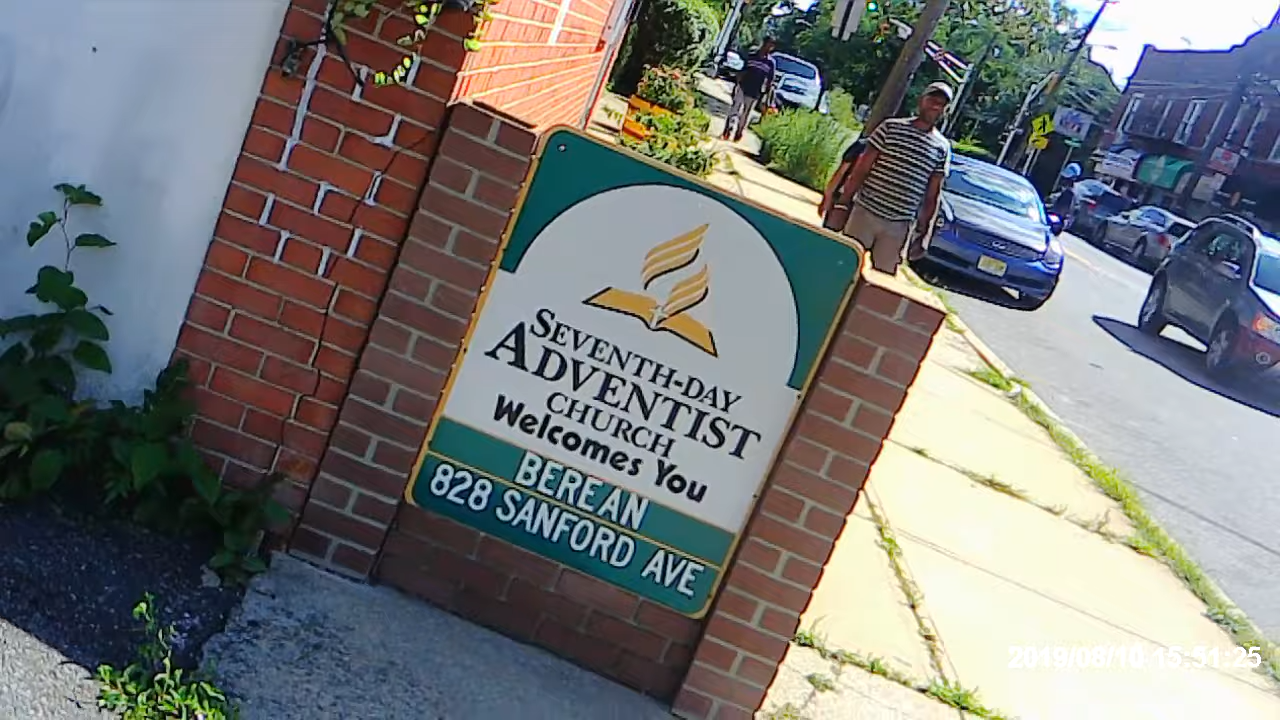 SEVENTH-DAY
ADVENTIST
CHURCH
Welcomes You
BEREAN
828 SANFORD AVE
2019/08/10 15:51:25